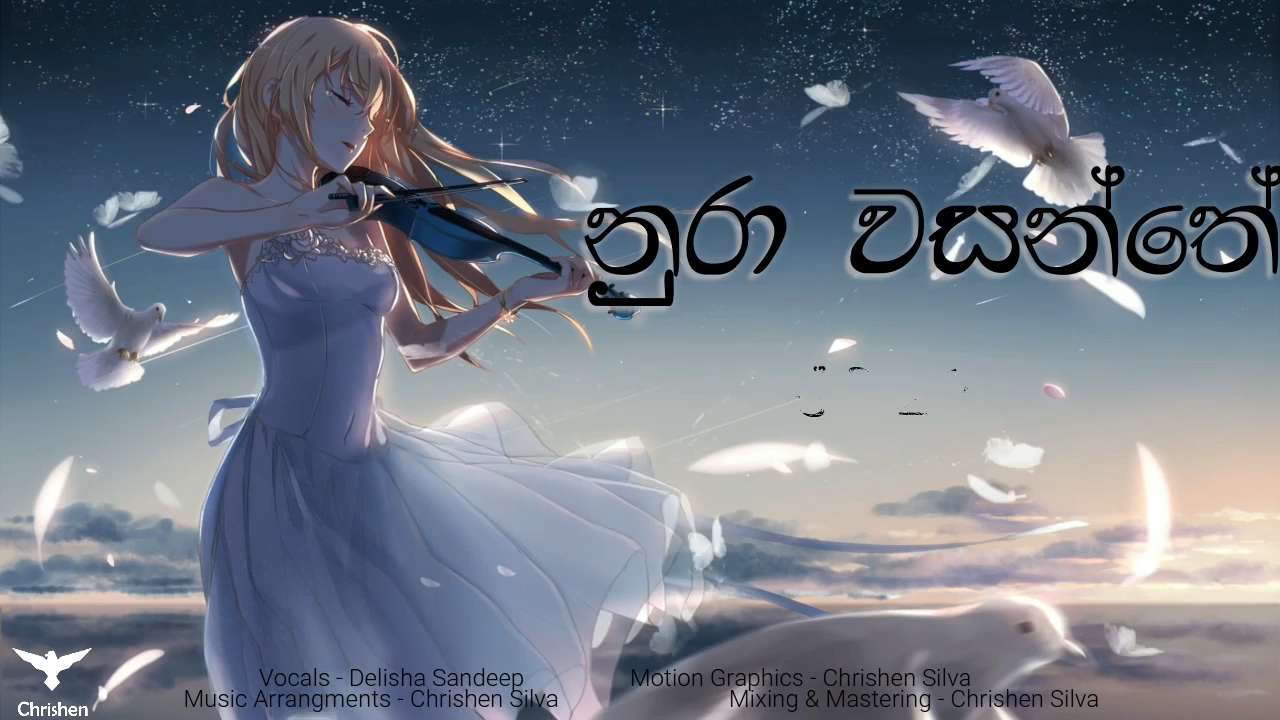 නුරා වසන්තේ
Vocals - Delisha Sandeep
Motion Graphics - Chrishen Silva
Music Arrangments - Chrishen Silva
Mixing & Mastering - Chrishen Silva
Chrishen